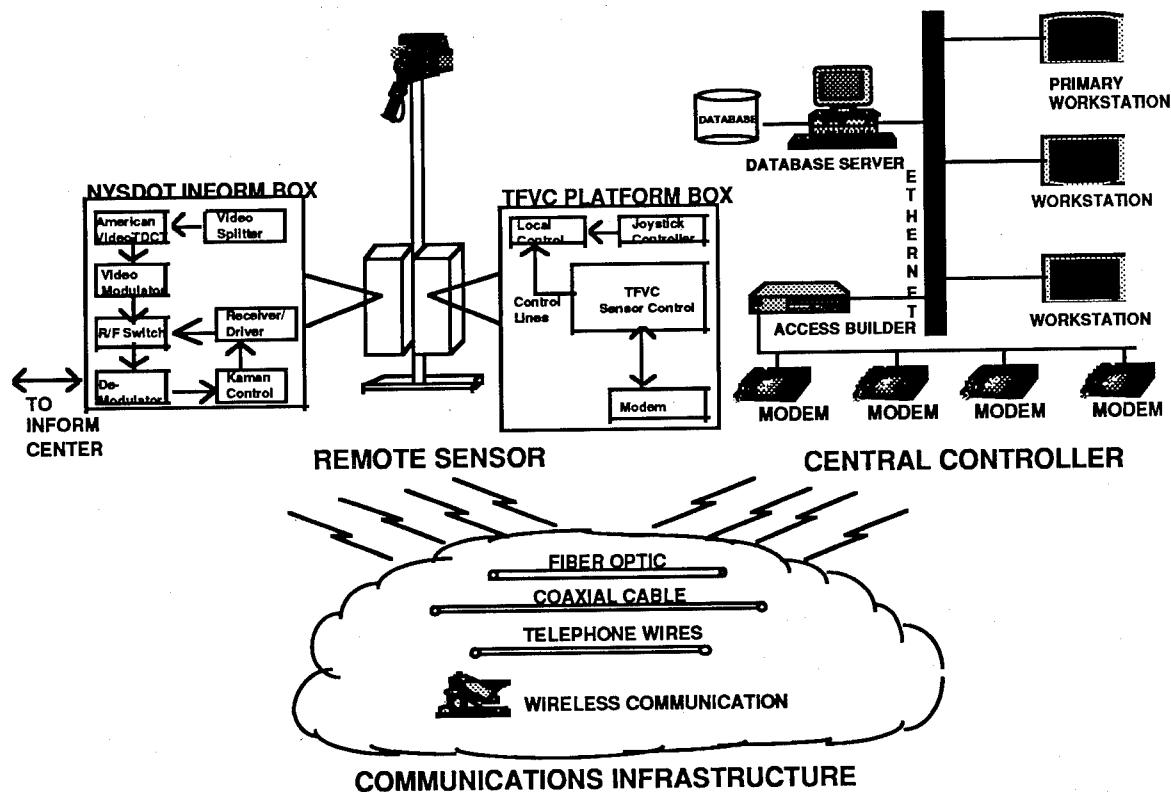 NYSDOT INFORM BOX
American
VideoTDCT
Video
Splitter
Video
Modulator
R/F Switch
Receiver/
Driver
De-
Modulator
Kaman
Control
TO
INFORM
CENTER
TFVC PLATFORM BOX
Local
Control
Joystick
Controller
Control
Lines
TFVC
Sensor Control
Modem
REMOTE SENSOR
DATABASE
DATABASE SERVER
ETHERNET
PRIMARY
WORKSTATION
WORKSTATION
WORKSTATION
ACCESS BUILDER
MODEM
MODEM
MODEM
MODEM
CENTRAL CONTROLLER
FIBER OPTIC
COAXIAL CABLE
TELEPHONE WIRES
WIRELESS COMMUNICATION
COMMUNICATIONS INFRASTRUCTURE